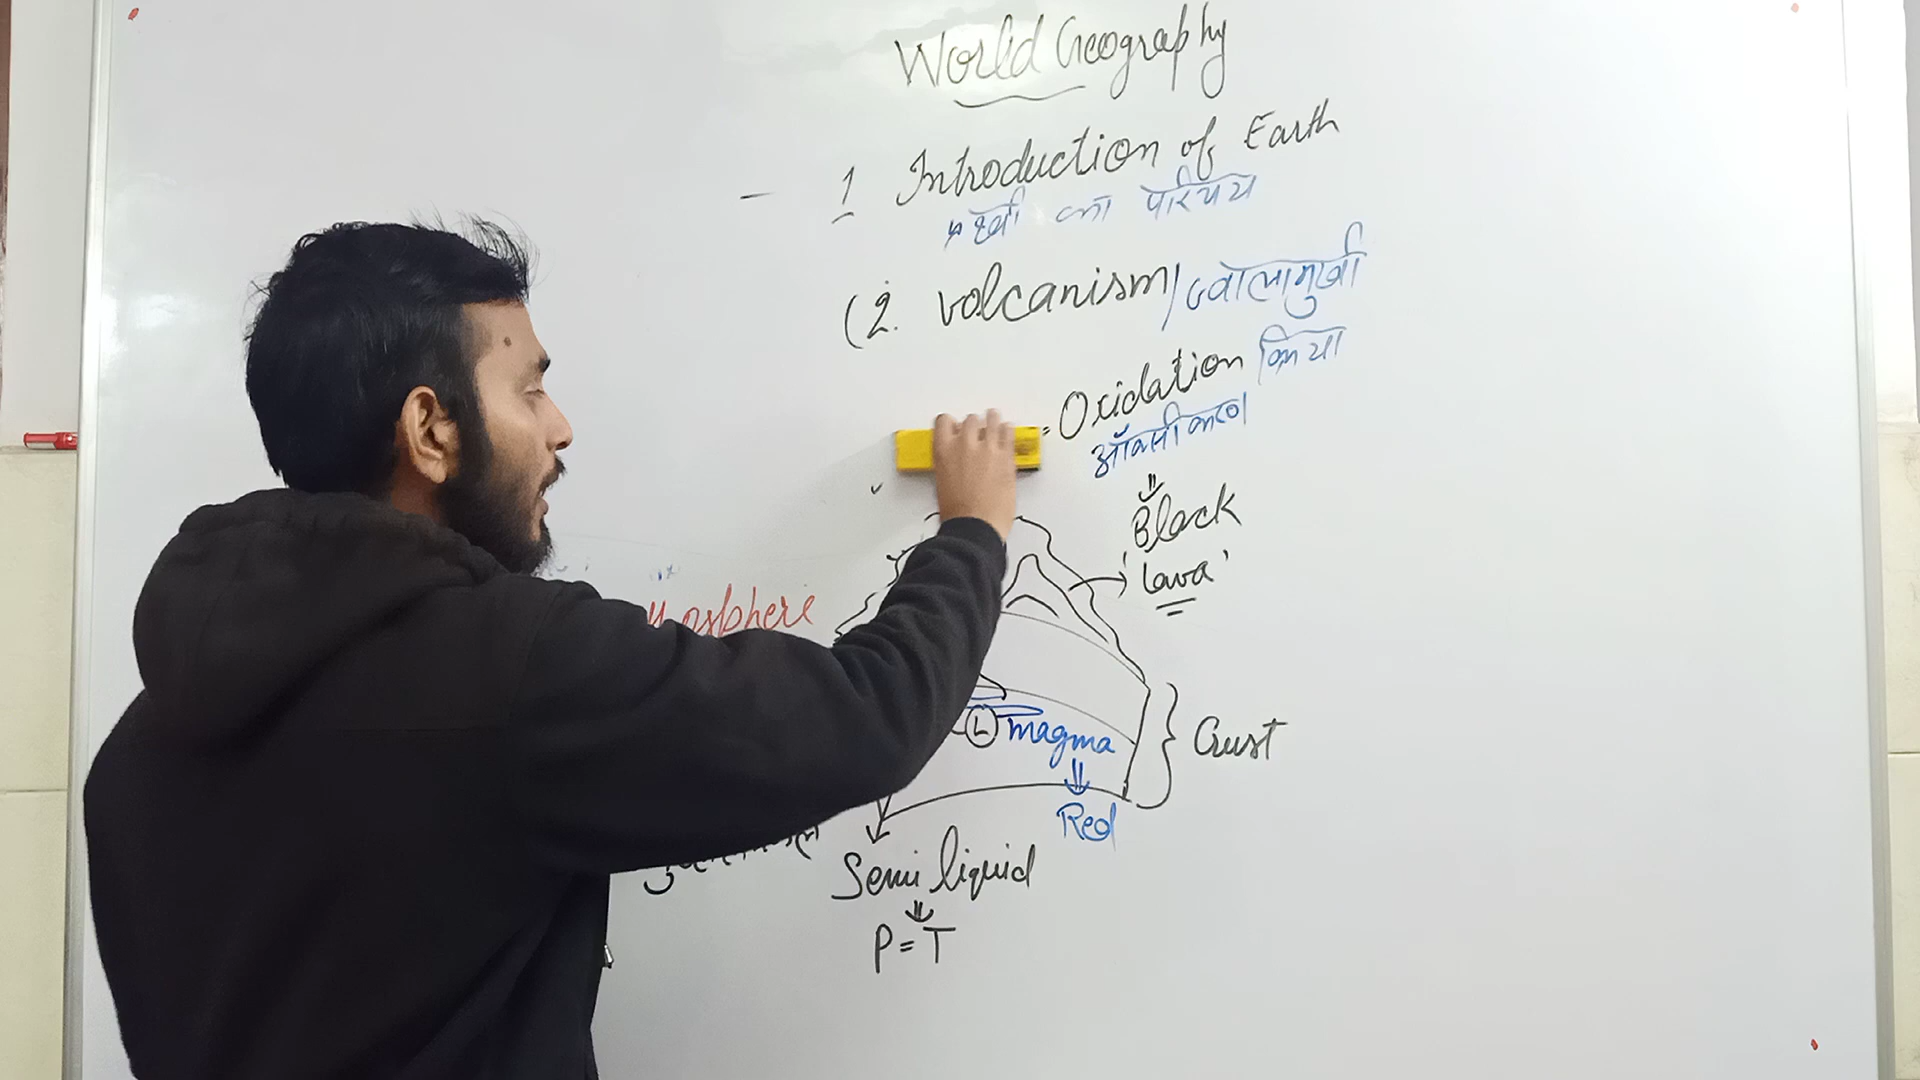 World Geography
1 Introduction of Earth
पृथ्वी का परिचय
(2. volcanism/ज्वालामुखी
= Oxidation क्रिया
ऑक्सीकरण
Black
'lava'
osphere
L magma
Crust
Red
Semi liquid
P = T